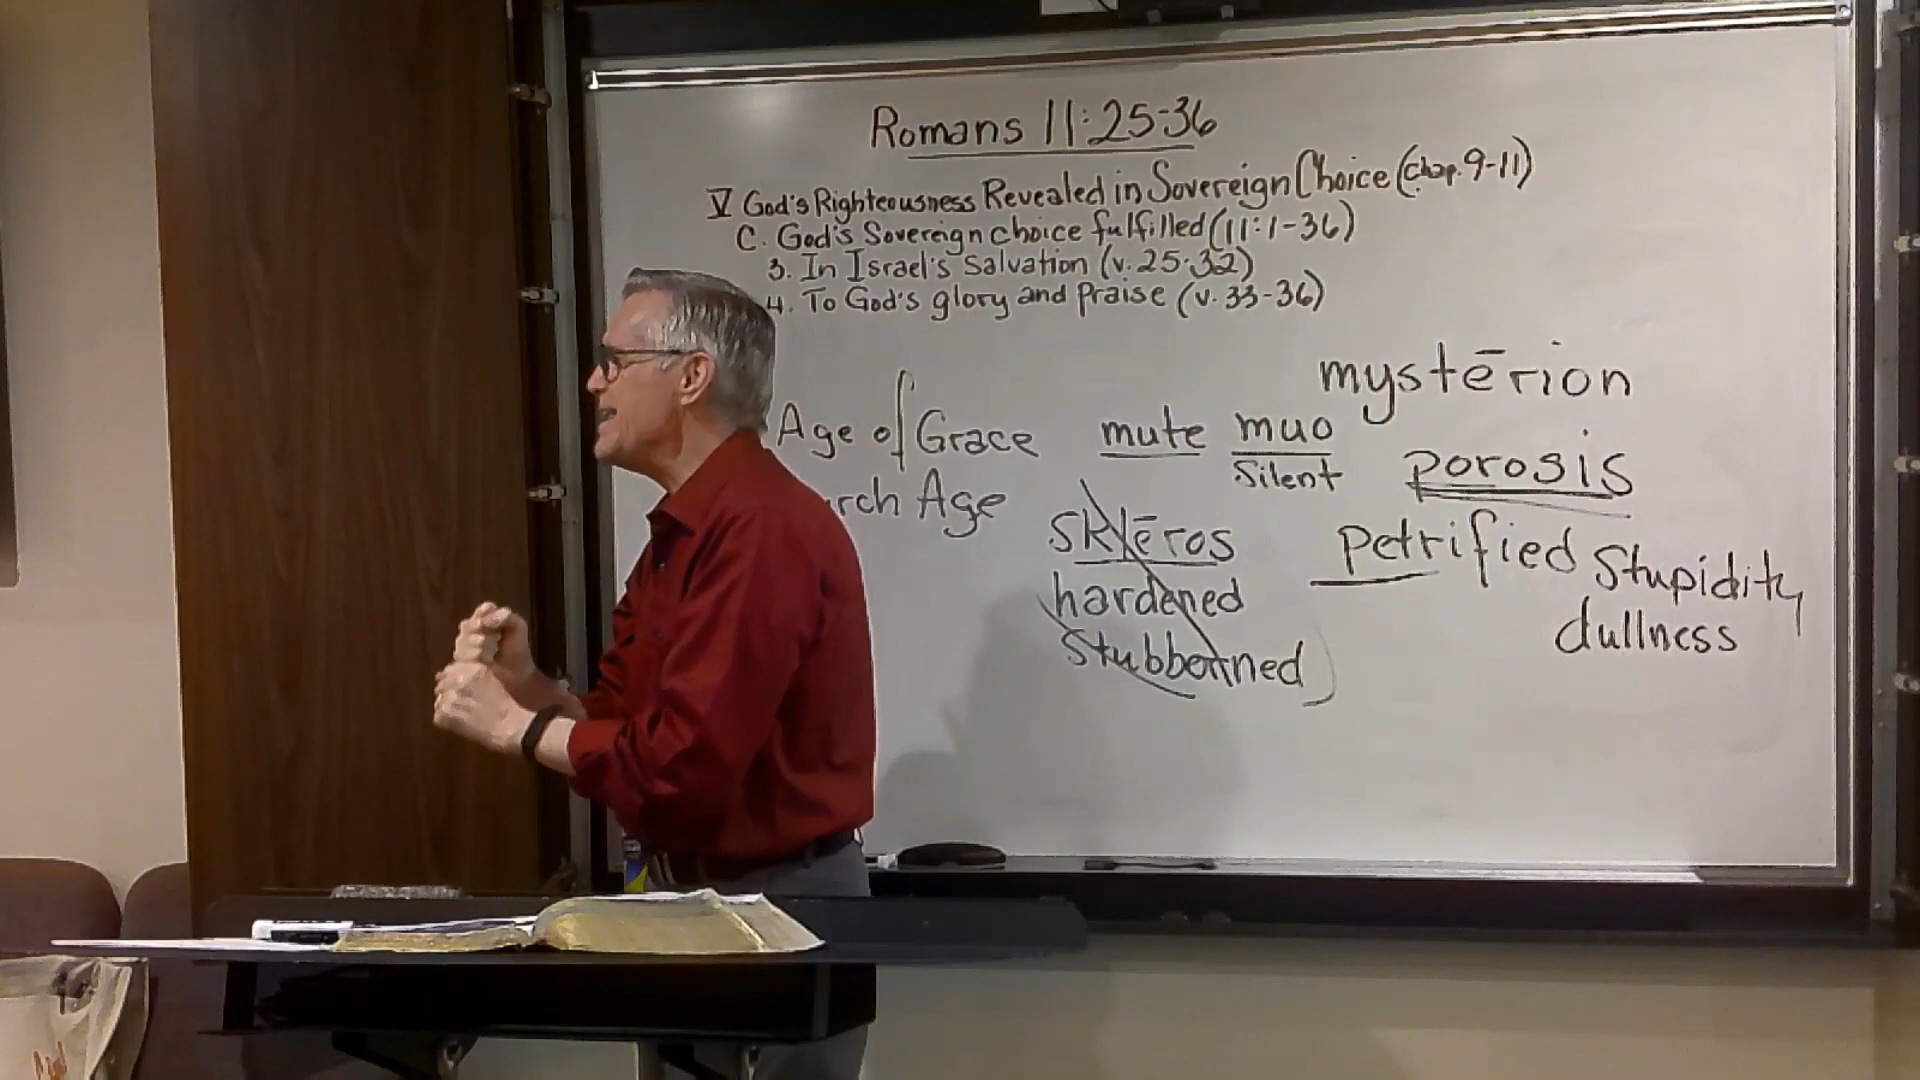 Romans 11:25-36
V God's Righteousness Revealed in Sovereign Choice (Chap. 9-11)
C. God's Sovereign choice fulfilled (11:1-36)
3. In Israel's Salvation (v. 25-32)
4. To God's glory and Praise (v. 33-36)
mystērion
Age of Grace mute muo
Silent
porosis
rch Age
sklēros
petrified Stupidity
hardened
dullness
Stubborned